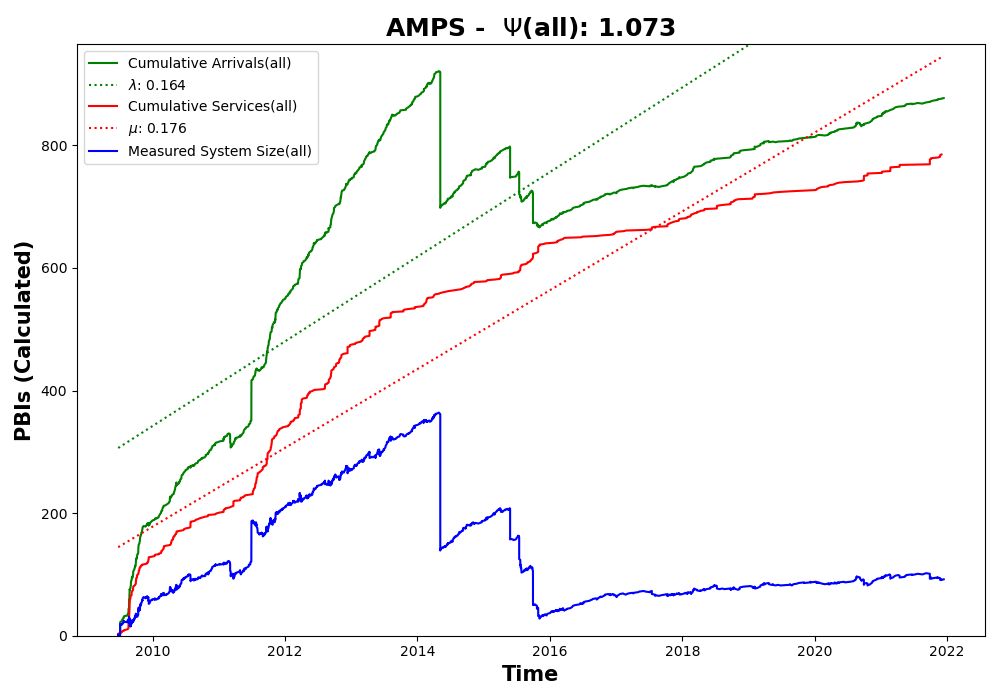 AMPS - Ψ(all): 1.073
Cumulative Arrivals(all)
λ: 0.164
Cumulative Services(all)
μ: 0.176
Measured System Size(all)
PBIs (Calculated)
800
600
400
200
0
2010 2012 2014 2016 2018 2020 2022
Time